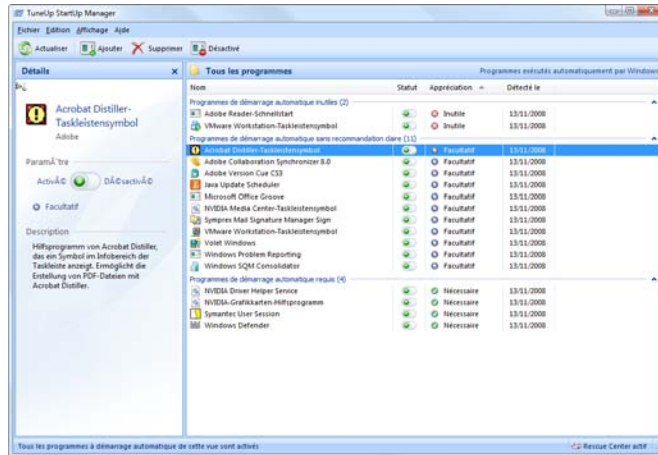 TuneUp StartUp Manager
Fichier Edition Affichage Aide
Actualiser Ajouter Supprimer Désactivé
Détails x
Tous les programmes Programmes exécutés automatiquement par Windows
Nom Statut Appréciation Détecté le
ï»¿
Acrobat Distiller-
Taskleistensymbol
Adobe
ParamÃ¨tre
ActivÃ© DÃ©sactivÃ©
Facultatif
Description
Hilfsprogramm von Acrobat Distiller,
das ein Symbol im Infobereich der
Taskleiste anzeigt. Ermöglicht die
Erstellung von PDF-Dateien mit
Acrobat Distiller.
Programmes de démarrage automatique inutiles (2)
Adobe Reader-Schnellstart Inutile 13/11/2008
VMware Workstation-Taskleistensymbol Inutile 13/11/2008
Programmes de démarrage automatique sans recommandation claire (11)
Acrobat Distiller-Taskleistensymbol Facultatif 13/11/2008
Adobe Collaboration Synchronizer 8.0 Facultatif 13/11/2008
Adobe Version Cue CS3 Facultatif 13/11/2008
Java Update Scheduler Facultatif 13/11/2008
Microsoft Office Groove Facultatif 13/11/2008
NVIDIA Media Center-Taskleistensymbol Facultatif 13/11/2008
Symprex Mail Signature Manager Sign Facultatif 13/11/2008
VMware Workstation-Taskleistensymbol Facultatif 13/11/2008
Volet Windows Facultatif 13/11/2008
Windows Problem Reporting Facultatif 13/11/2008
Windows SQM Consolidator Facultatif 13/11/2008
Programmes de démarrage automatique requis (4)
NVIDIA Driver Helper Service Nécessaire 13/11/2008
NVIDIA-Grafikkarten-Hilfsprogramm Nécessaire 13/11/2008
Symantec User Session Nécessaire 13/11/2008
Windows Defender Nécessaire 13/11/2008
Tous les programmes à démarrage automatique de cette vue sont activés Rescue Center actif